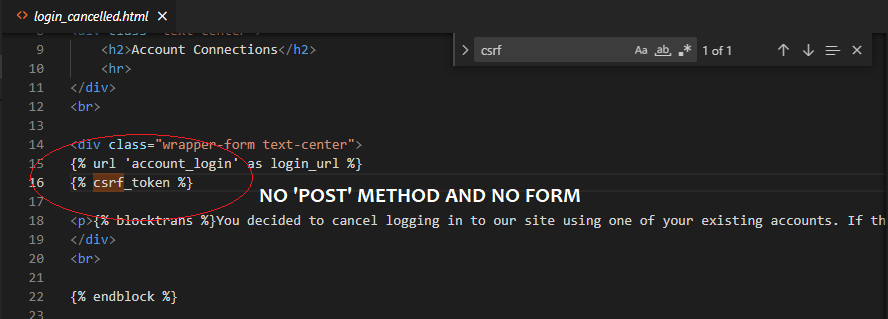 <> login_cancelled.html ×
8 <div class="text-center">
9 <h2>Account Connections</h2>
10 <hr>
11 </div>
12 <br>
13
14 <div class="wrapper-form text-center">
15 {% url 'account_login' as login_url %}
16 {% csrf_token %}
17
18 <p>{% blocktrans %}You decided to cancel logging in to our site using one of your existing accounts. If th
19 </div>
20 <br>
21
22 {% endblock %}
23
csrf Aa ab .* 1 of 1
NO 'POST' METHOD AND NO FORM